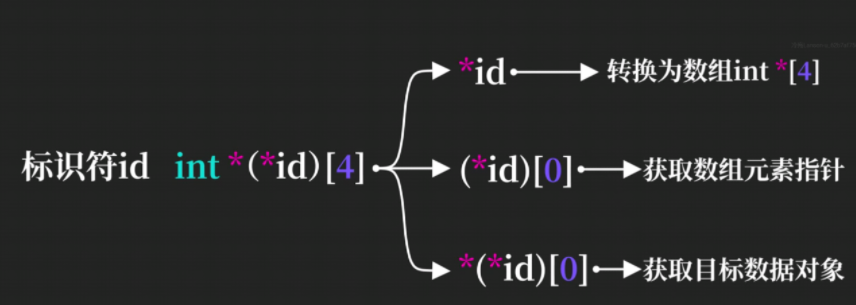 *id 转换为数组int *[4]
标识符id int *(*id)[4] (*id)[0] 获取数组元素指针
*(*id)[0] 获取目标数据对象